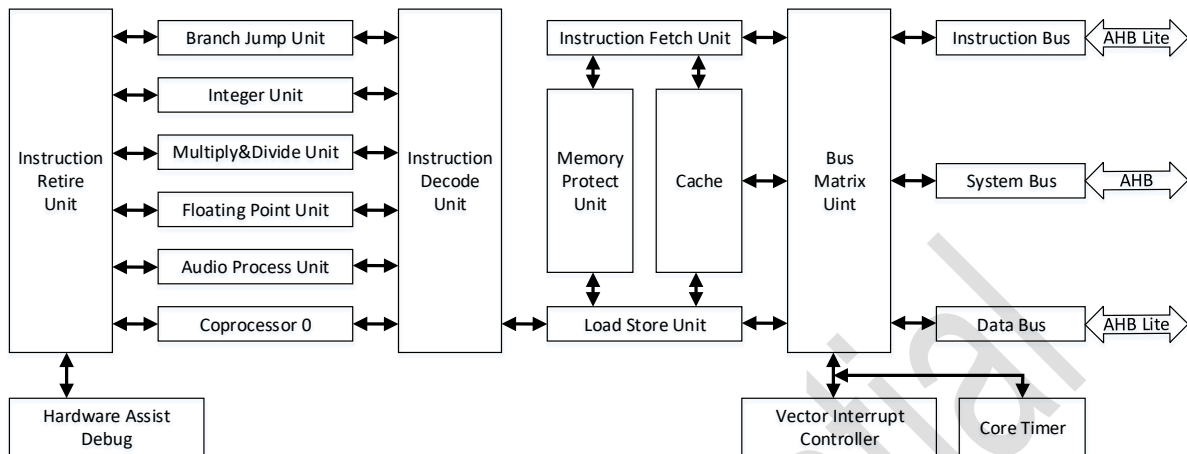 Branch Jump Unit
Instruction Fetch Unit
Instruction Bus
AHB Lite
Integer Unit
Instruction
Retire
Unit
Multiply&Divide Unit
Instruction
Decode
Unit
Memory
Protect
Unit
Cache
Bus
Matrix
Uint
System Bus
AHB
Floating Point Unit
Audio Process Unit
Coprocessor 0
Load Store Unit
Data Bus
AHB Lite
Hardware Assist
Debug
Vector Interrupt
Controller
Core Timer
tial